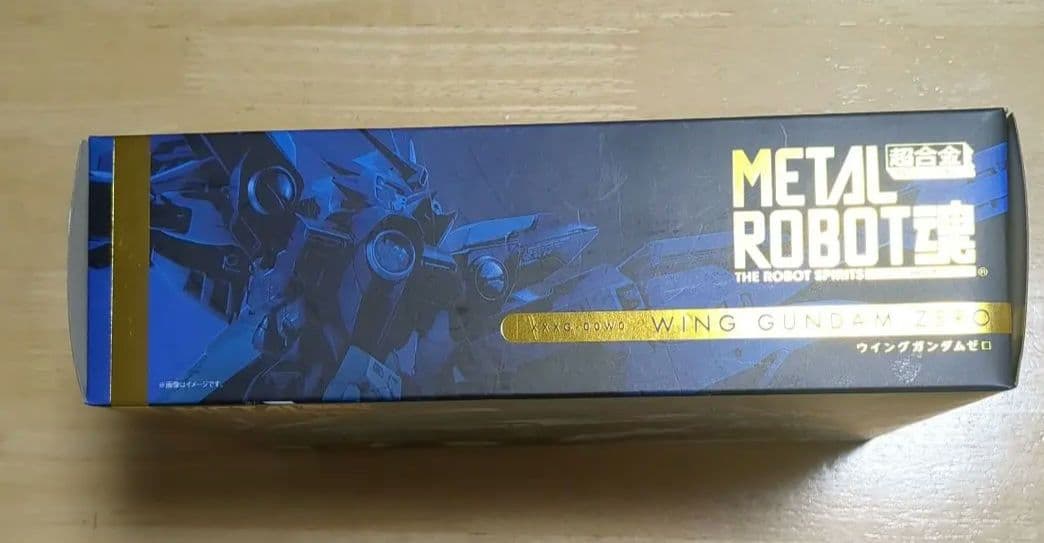 METAL 超合金
ROBOT魂
THE ROBOT SPIRITS
®
XXXG-00W0 WING GUNDAM ZERO
ウイングガンダムゼロ
※画像はイメージです。